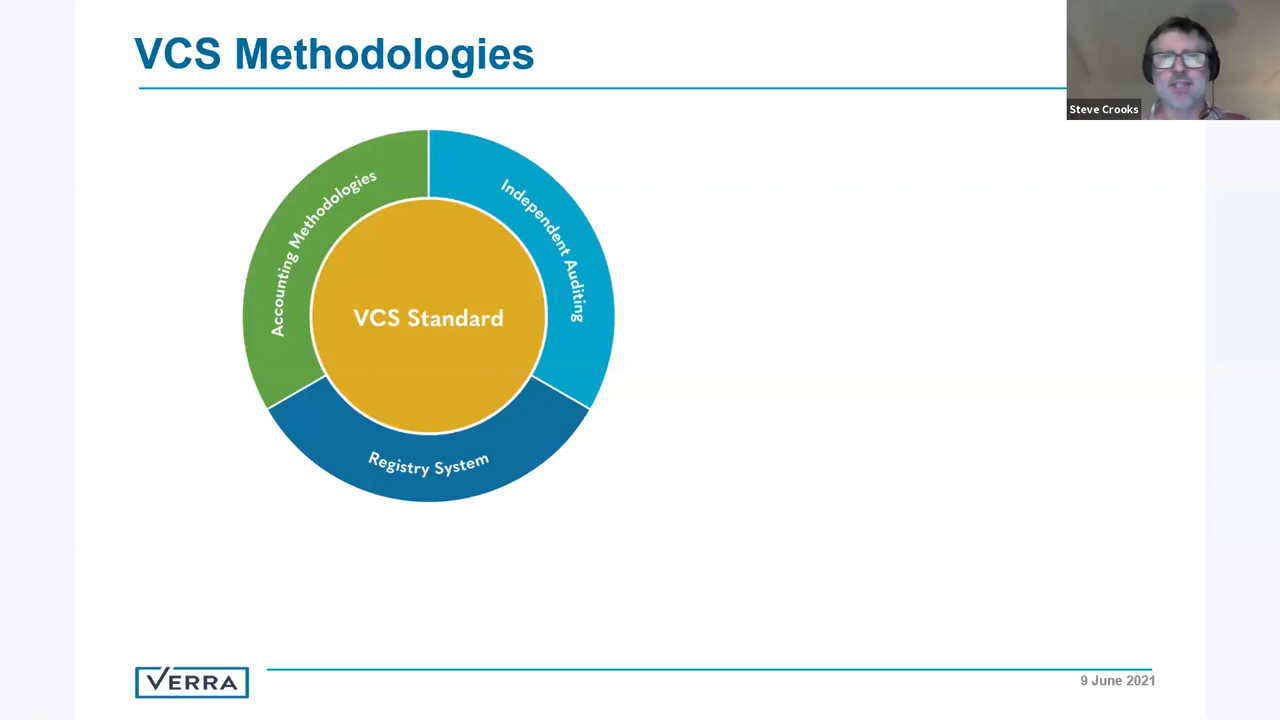 VCS Methodologies
Steve Crooks
Accounting Methodologies
Independent Auditing
VCS Standard
Registry System
VERRA
9 June 2021